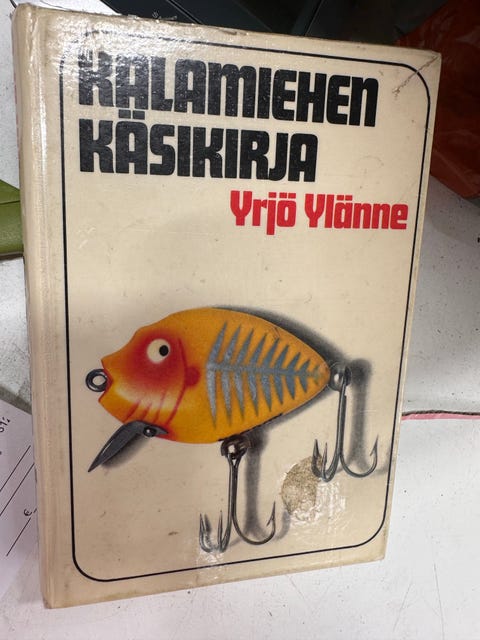 KALAMIEHEN
KÄSIKIRJA
Yrjö Ylänne
€